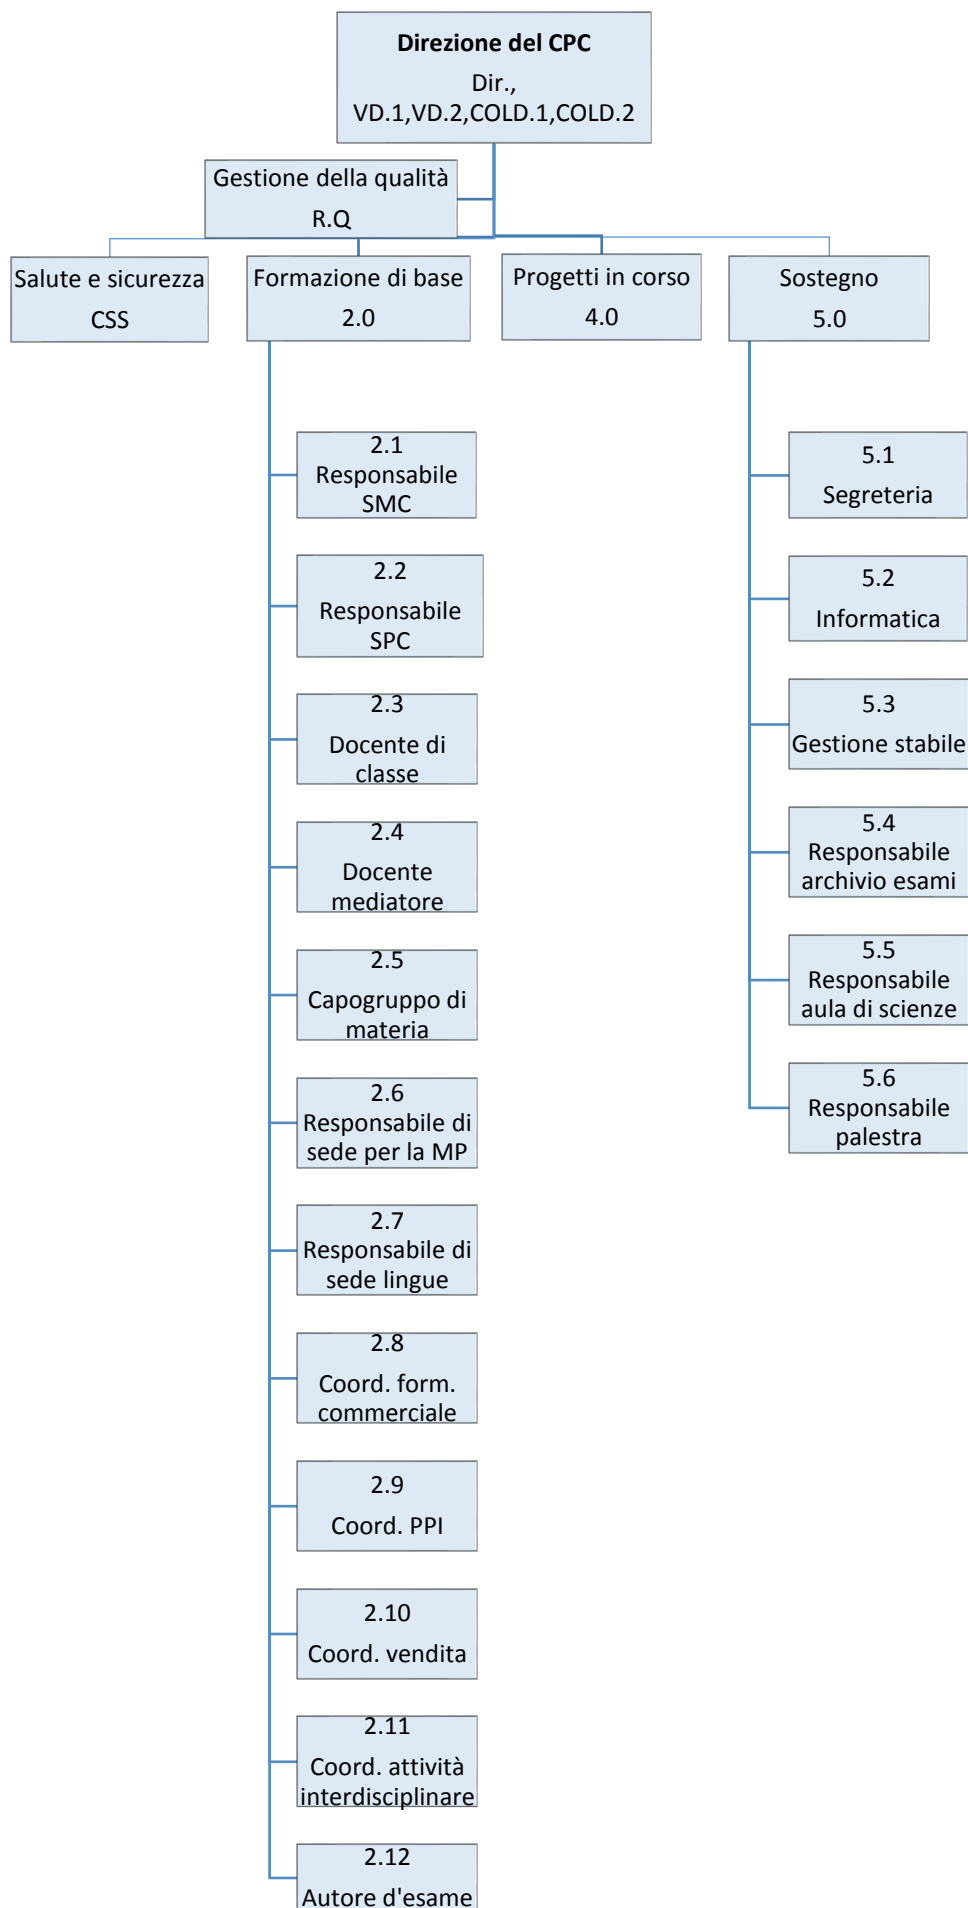 Direzione del CPC
Dir.,
VD.1,VD.2,COLD.1,COLD.2
Gestione della qualità
R.Q
Salute e sicurezza
CSS
Formazione di base
2.0
Progetti in corso
4.0
Sostegno
5.0
2.1
Responsabile
SMC
2.2
Responsabile
SPC
2.3
Docente di
classe
2.4
Docente
mediatore
2.5
Capogruppo di
materia
2.6
Responsabile di
sede per la MP
2.7
Responsabile di
sede lingue
2.8
Coord. form.
commerciale
2.9
Coord. PPI
2.10
Coord. vendita
2.11
Coord. attività
interdisciplinare
2.12
Autore d'esame
5.1
Segreteria
5.2
Informatica
5.3
Gestione stabile
5.4
Responsabile
archivio esami
5.5
Responsabile
aula di scienze
5.6
Responsabile
palestra